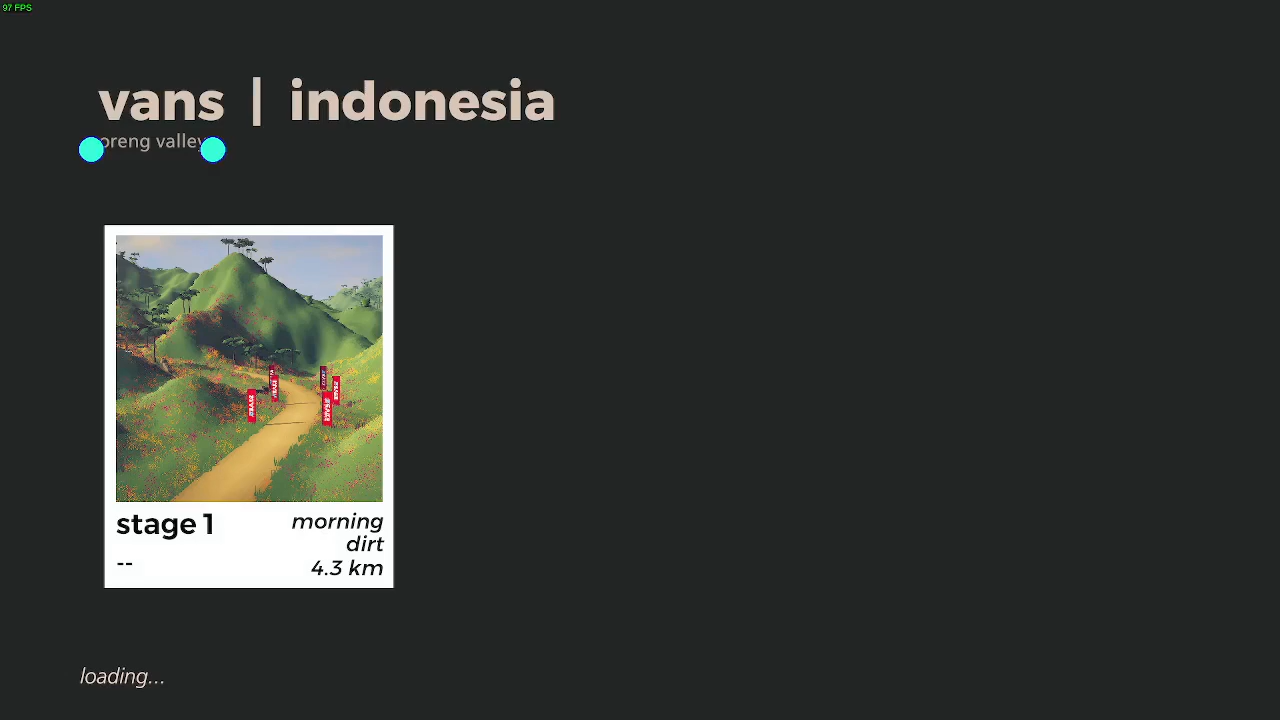 97 FPS
vans | indonesia
oreng valley
stage 1
--
morning
dirt
4.3 km
loading...